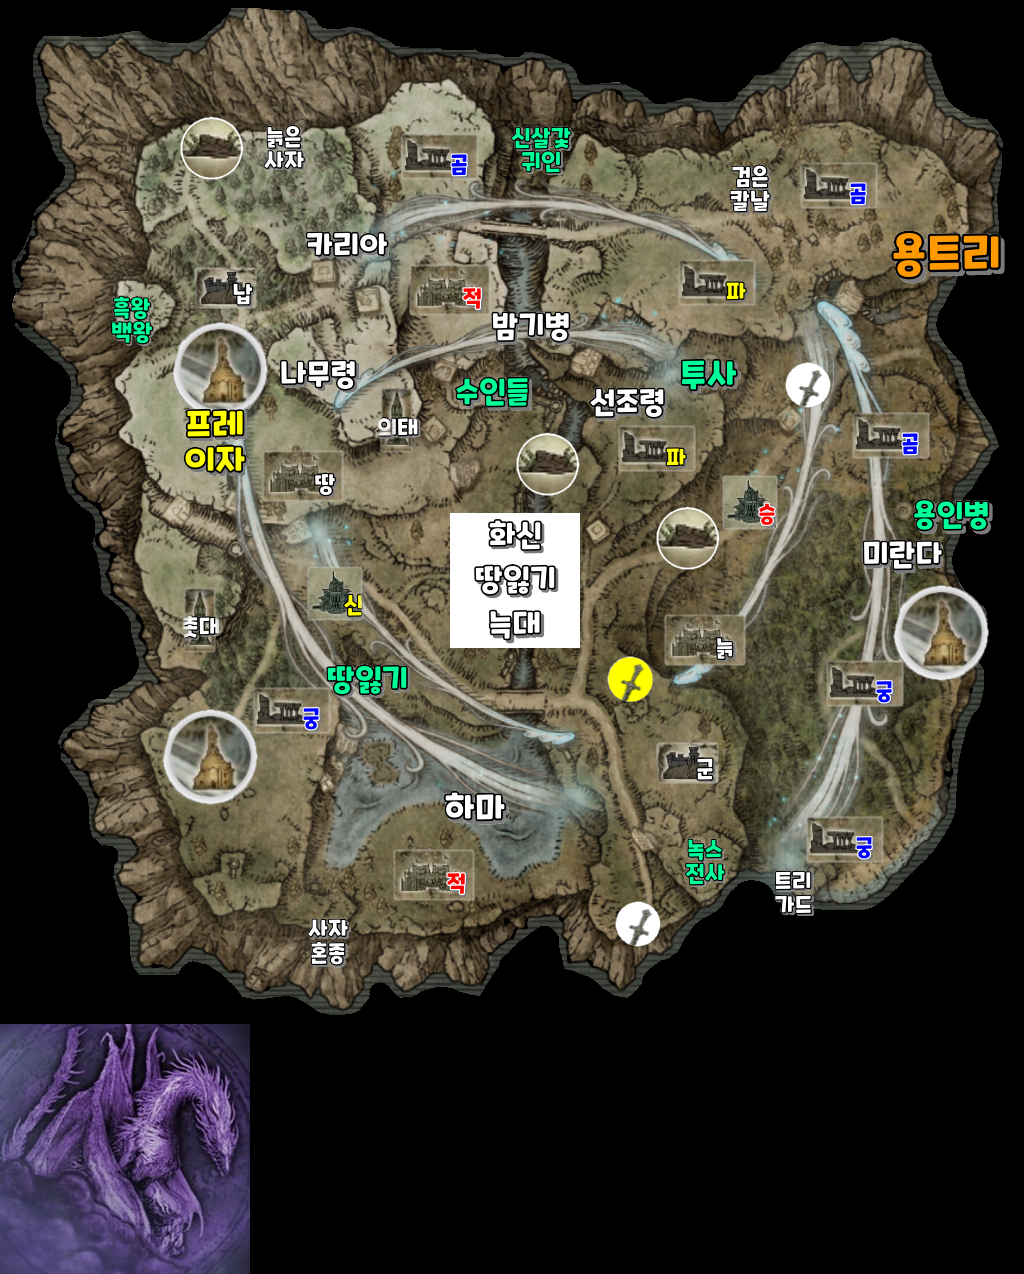 늙은
사자
곰
신살갗
귀인
검은
칼날
곰
용트리
카리아
납
적
파
흑왕
백왕
밤기병
나무령
수인들
선조령
투사
의태
프레
이자
파
곰
땅
승
용인병
화신
땅잃기
늑대
미란다
신
촛대
늙
땅잃기
궁
궁
군
하마
녹스
전사
궁
적
트리
가드
사자
혼종